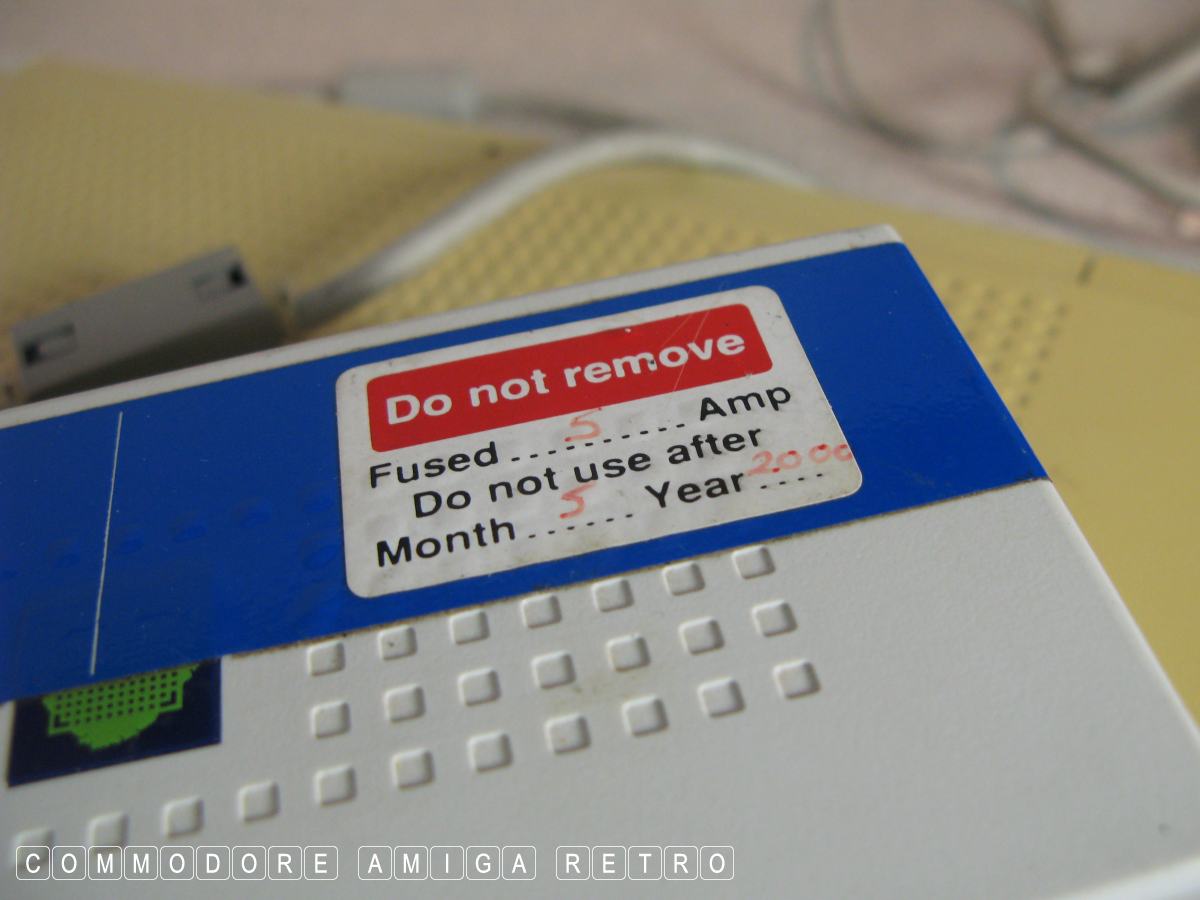 Do not remove
Fused ..5........ Amp
Do not use after
Month ...5.... Year 2000....
COMMODORE AMIGA RETRO